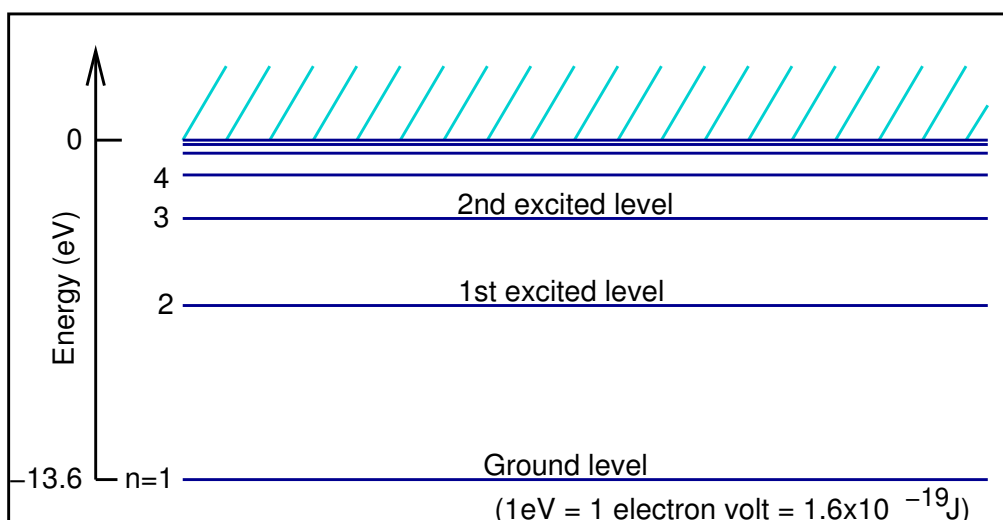 0
4
2nd excited level
3
Energy (eV)
1st excited level
2
Ground level
−13.6 n=1
(1eV = 1 electron volt = 1.6x10 −19J)